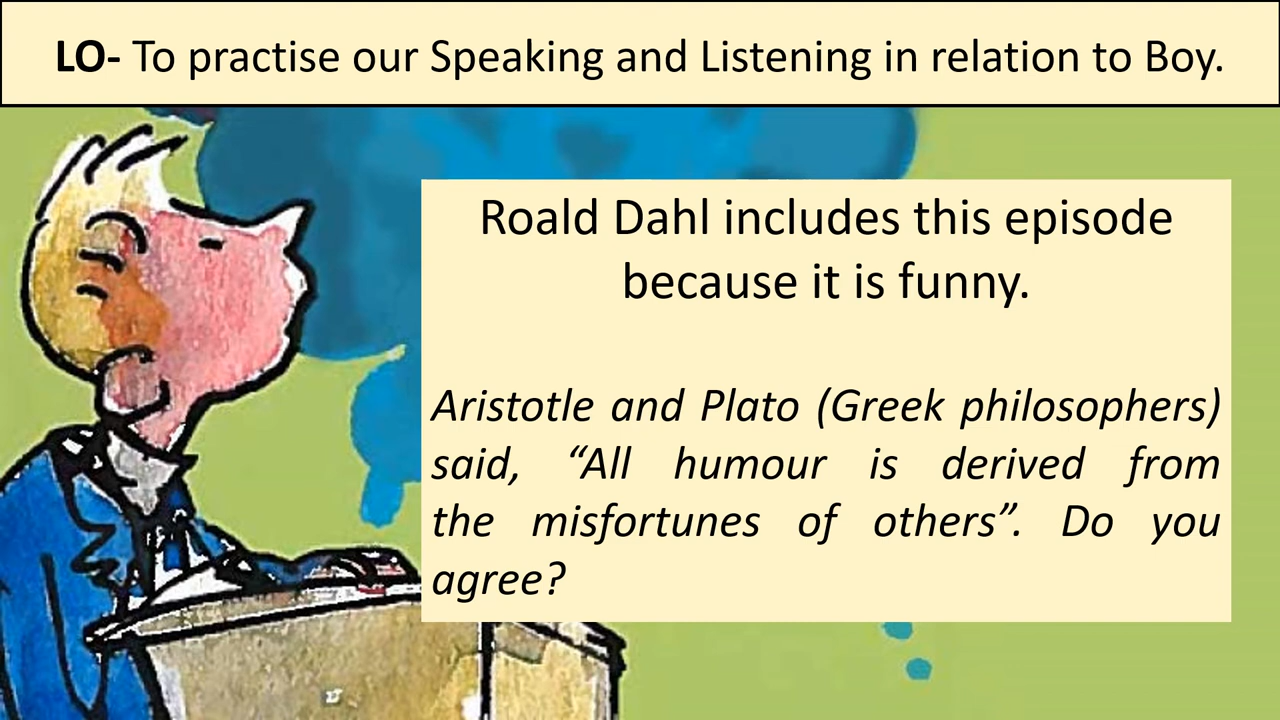 LO- To practise our Speaking and Listening in relation to Boy.
Roald Dahl includes this episode
because it is funny.
Aristotle and Plato (Greek philosophers)
said, “All humour is derived from
the misfortunes of others”. Do you
agree?